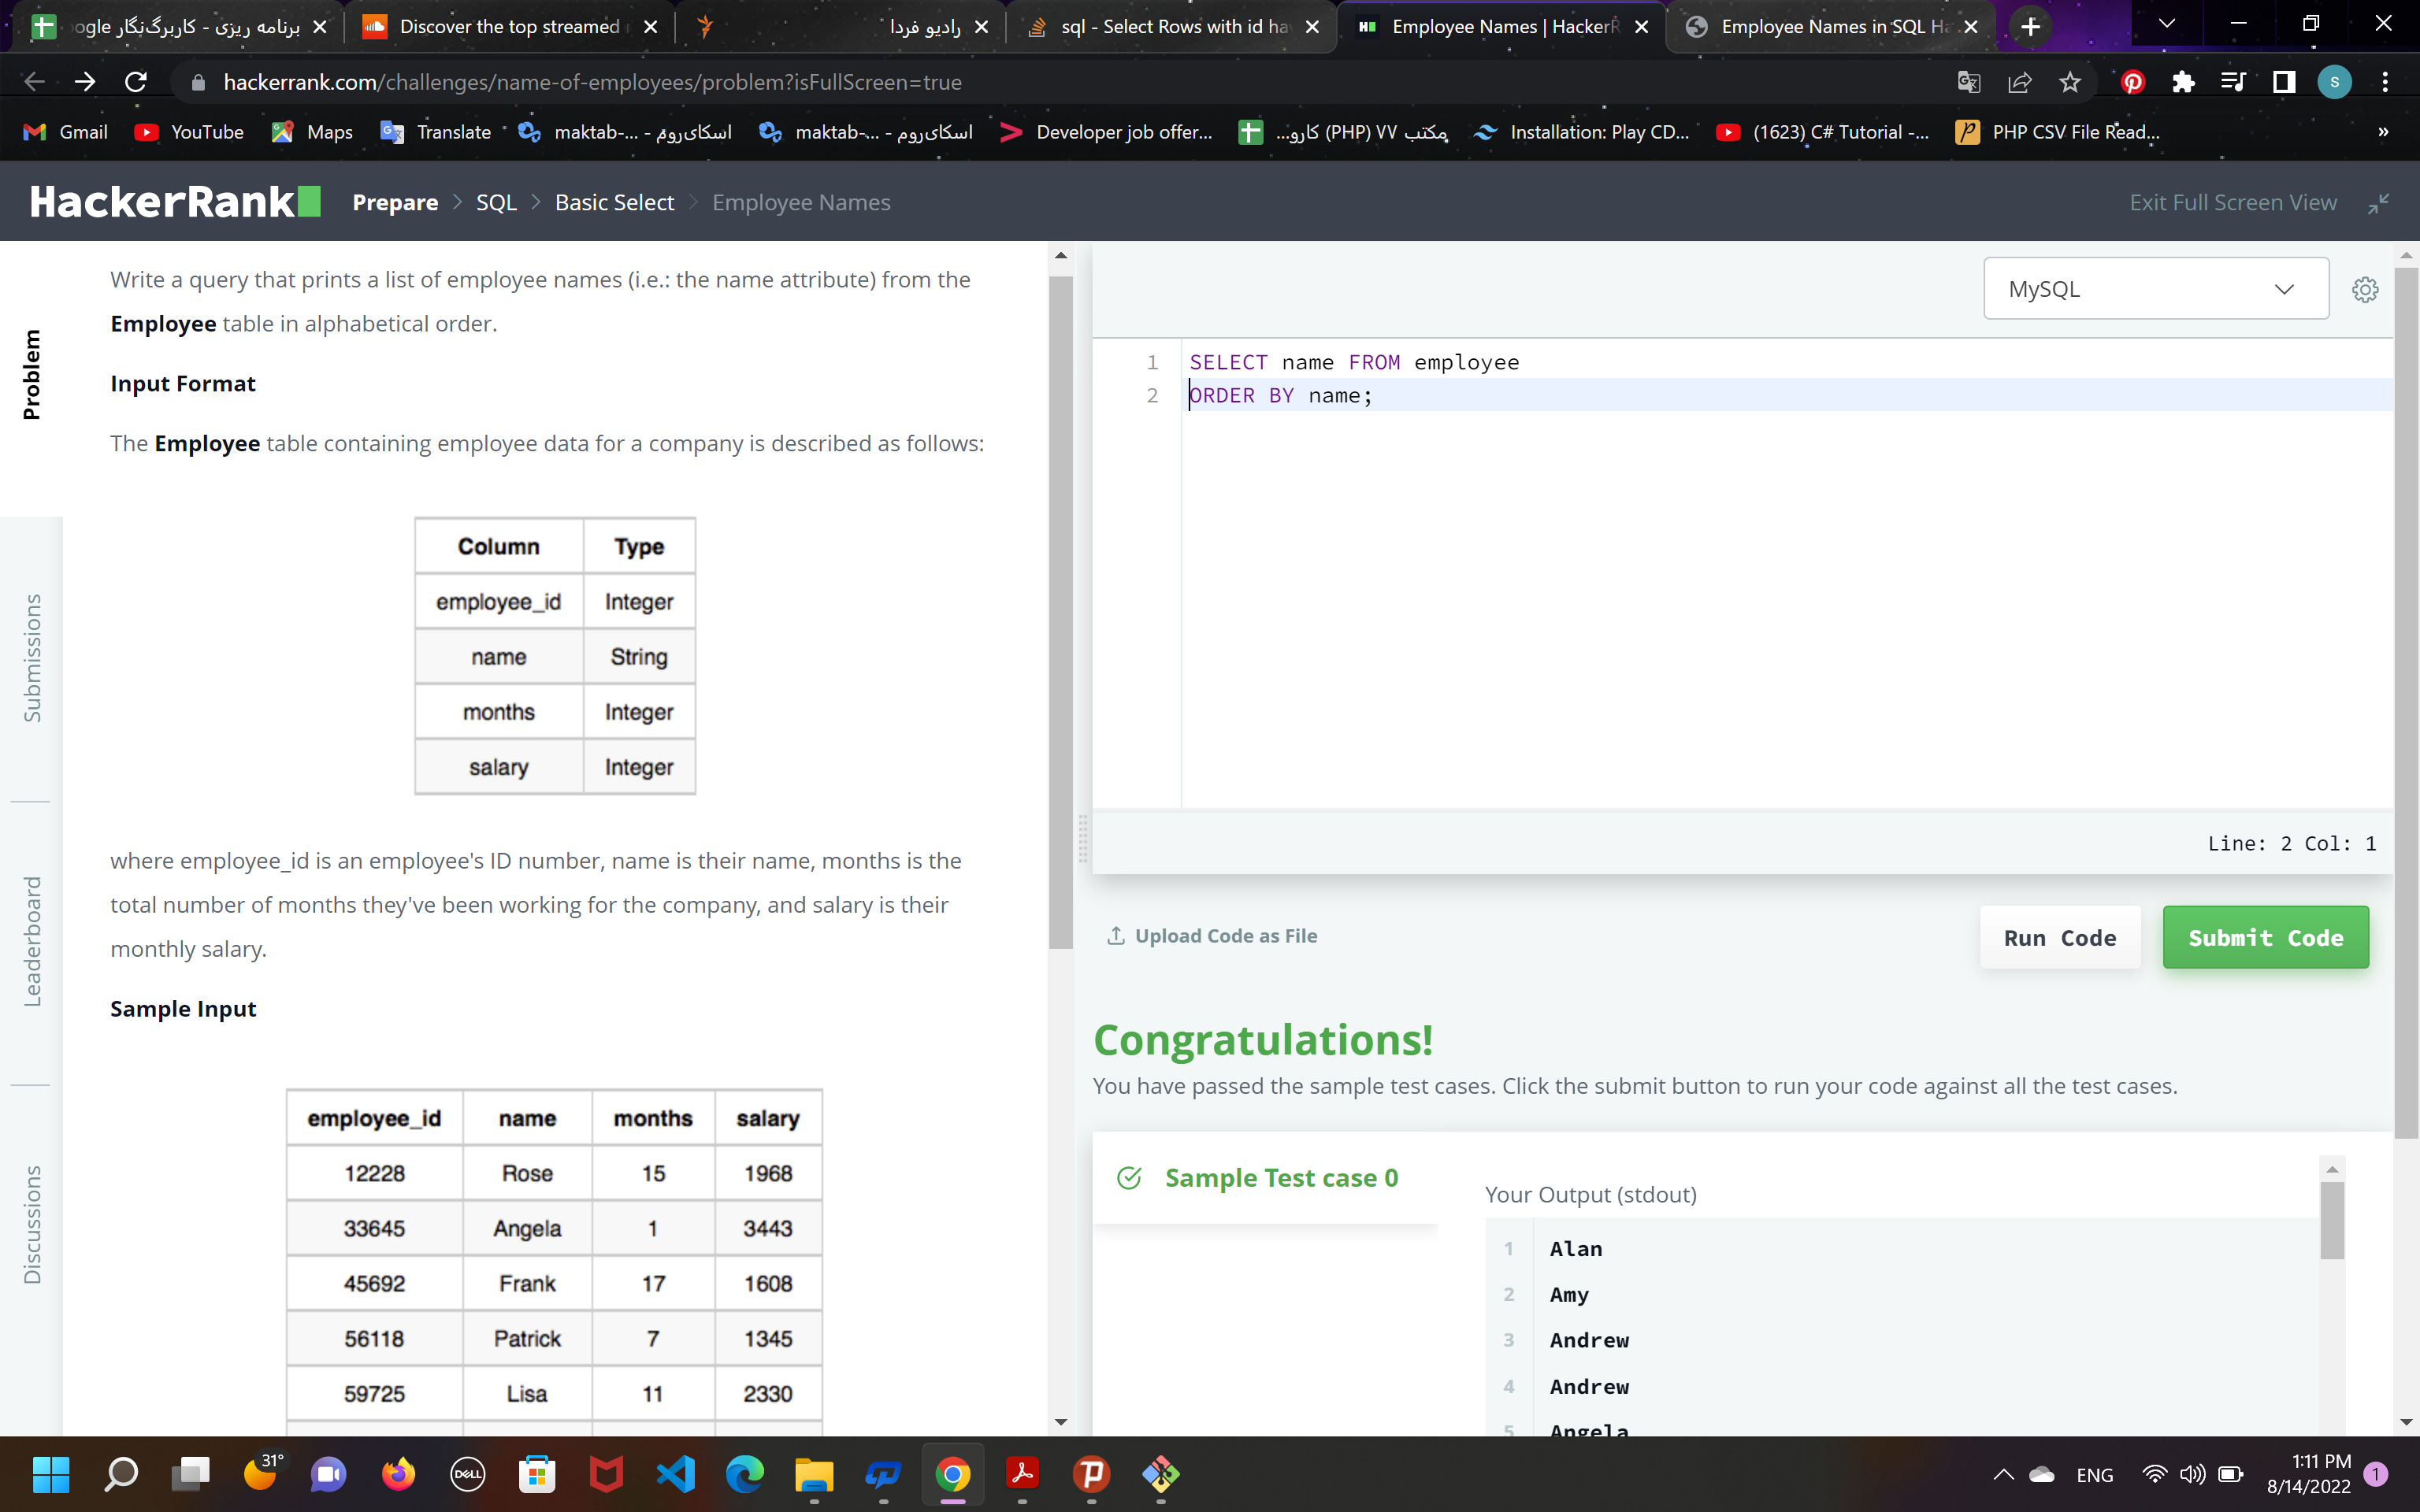 برنامه ریزی - کاربرگ‌نگار ogle
Discover the top streamed
رادیو فردا
sql - Select Rows with id ha
Employee Names | HackerR
Employee Names in SQL Ha
hackerrank.com/challenges/name-of-employees/problem?isFullScreen=true
S
Gmail
YouTube
Maps
Translate
maktab-... - اسکای‌روم
maktab-... - اسکای‌روم
Developer job offer...
مکتب ۷۷ (PHP) کارو...
Installation: Play CD...
(1623) C# Tutorial -...
PHP CSV File Read...
»
HackerRank
Prepare > SQL > Basic Select > Employee Names
Exit Full Screen View
Problem
Submissions
Leaderboard
Discussions
Write a query that prints a list of employee names (i.e.: the name attribute) from the
Employee table in alphabetical order.
Input Format
The Employee table containing employee data for a company is described as follows:
Column Type
employee_id Integer
name String
months Integer
salary Integer
where employee_id is an employee's ID number, name is their name, months is the
total number of months they've been working for the company, and salary is their
monthly salary.
Sample Input
employee_id name months salary
12228 Rose 15 1968
33645 Angela 1 3443
45692 Frank 17 1608
56118 Patrick 7 1345
59725 Lisa 11 2330
MySQL
1 SELECT name FROM employee
2 ORDER BY name;
Line: 2 Col: 1
Upload Code as File
Run Code
Submit Code
Congratulations!
You have passed the sample test cases. Click the submit button to run your code against all the test cases.
Sample Test case 0
Your Output (stdout)
1 Alan
2 Amy
3 Andrew
4 Andrew
5 Angela
31°
DELL
ENG
1:11 PM
8/14/2022
1